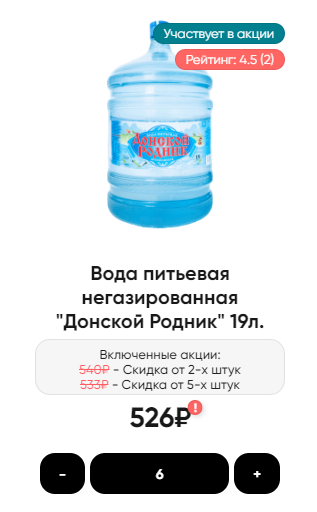 Участвует в акции
Рейтинг: 4.5 (2)
ДОНСКОЙ
РОДНИК
Вода питьевая
негазированная
"Донской Родник" 19л.
Включенные акции:
540₽ - Скидка от 2-х штук
533₽ - Скидка от 5-х штук
526₽ !
- 6 +